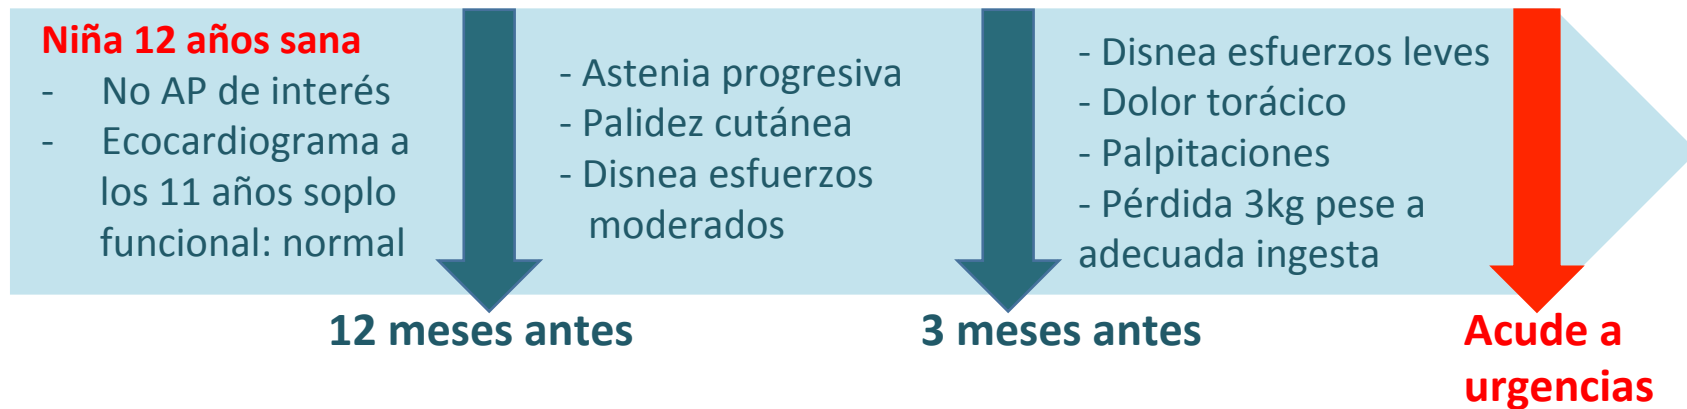 Niña 12 años sana
- No AP de interés
- Ecocardiograma a
los 11 años soplo
funcional: normal
- Astenia progresiva
- Palidez cutánea
- Disnea esfuerzos
moderados
- Disnea esfuerzos leves
- Dolor torácico
- Palpitaciones
- Pérdida 3kg pese a
adecuada ingesta
12 meses antes
3 meses antes
Acude a
urgencias